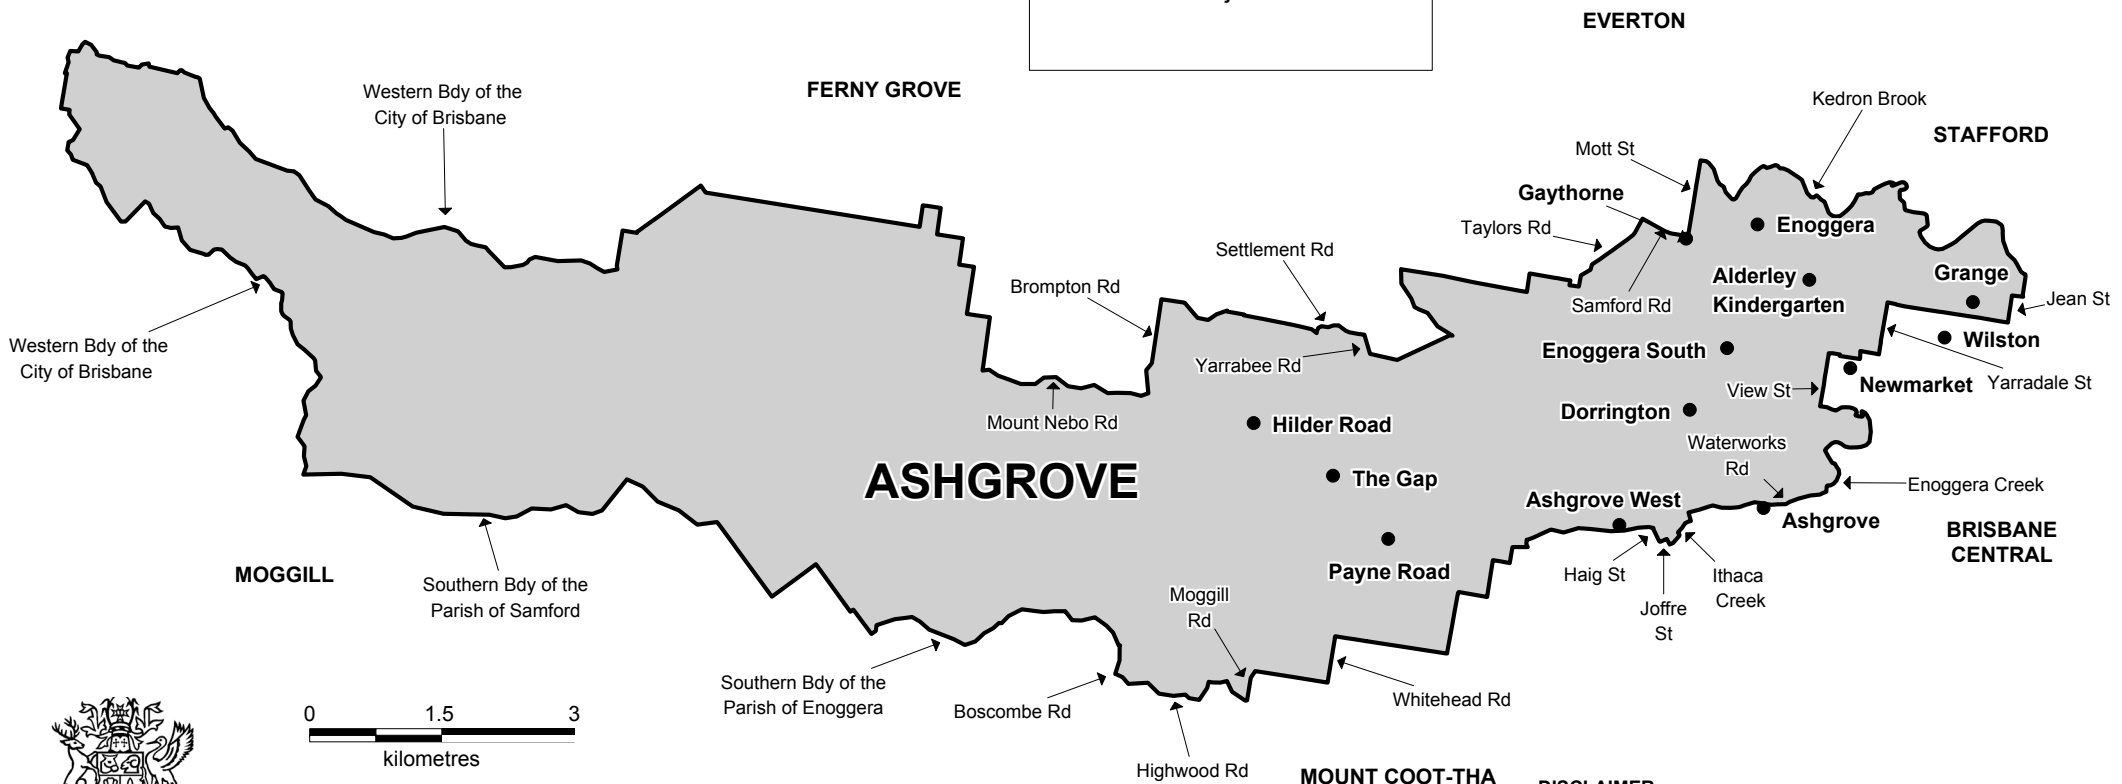 EVERTON
FERNY GROVE
Western Bdy of the
City of Brisbane
Kedron Brook
STAFFORD
Mott St
Gaythorne
Taylors Rd
Enoggera
Settlement Rd
Brompton Rd
Alderley
Kindergarten
Grange
Samford Rd
Jean St
Western Bdy of the
City of Brisbane
Wilston
Enoggera South
Yarrabee Rd
Newmarket
Yarradale St
View St
Mount Nebo Rd
Hilder Road
Dorrington
Waterworks
Rd
ASHGROVE
The Gap
Enoggera Creek
Ashgrove West
Ashgrove
BRISBANE
CENTRAL
MOGGILL
Southern Bdy of the
Parish of Samford
Payne Road
Haig St
Ithaca
Creek
Joffre
St
Moggill
Rd
Southern Bdy of the
Parish of Enoggera
Boscombe Rd
Whitehead Rd
0 1.5 3
kilometres
Highwood Rd
MOUNT COOT-THA
DISCLAIMER